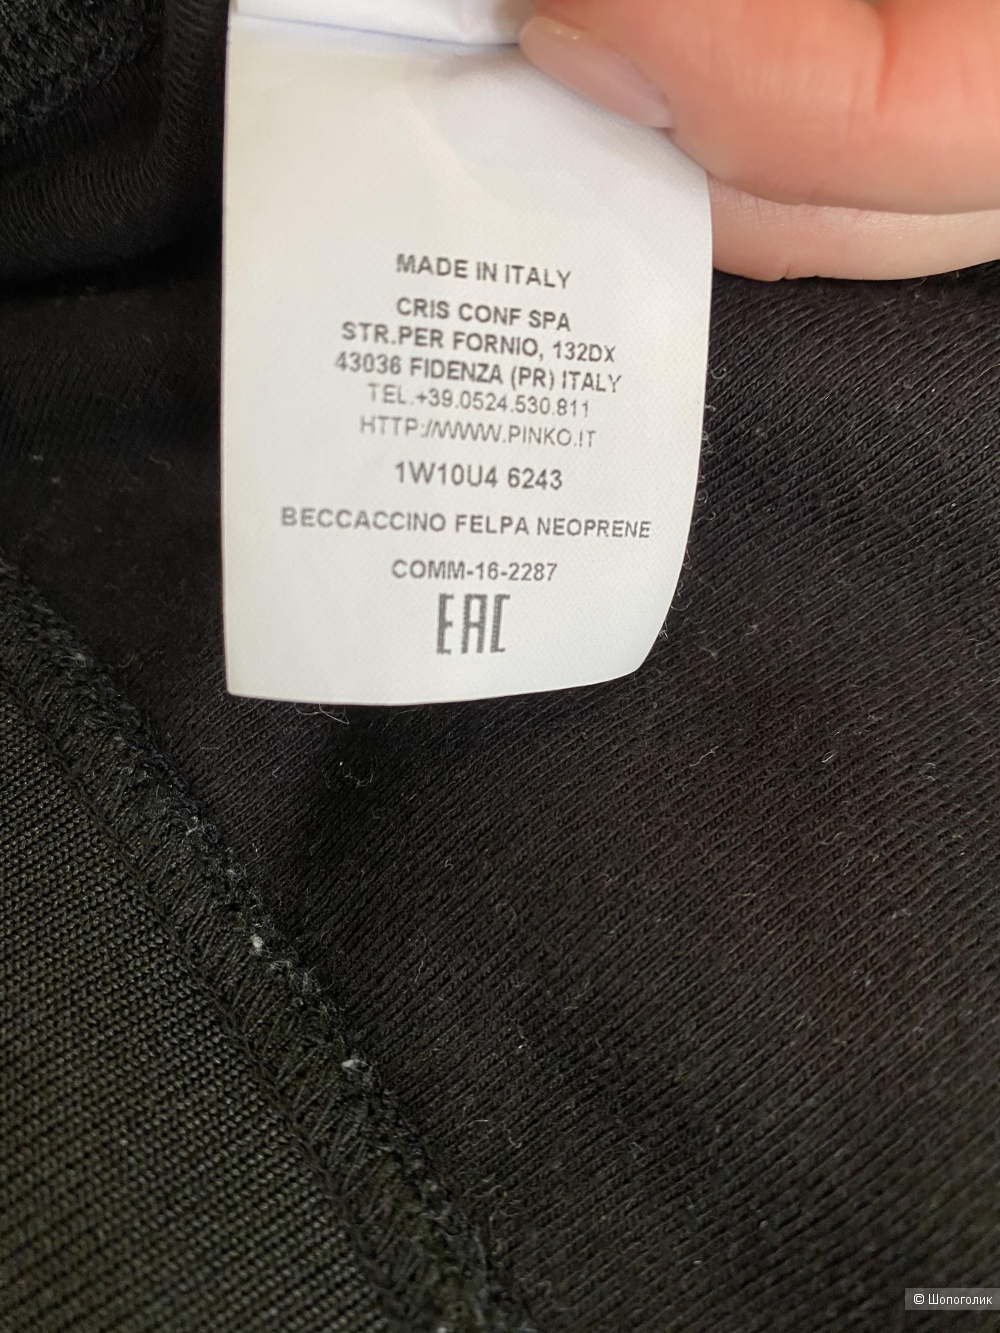 MADE IN ITALY
CRIS CONF SPA
STR.PER FORNIO, 132DX
43036 FIDENZA (PR) ITALY
TEL.+39.0524.530.811
HTTP://WWW.PINKO.IT
1W10U4 6243
BECCACCINO FELPA NEOPRENE
COMM-16-2287
EAC
© Шопоголик